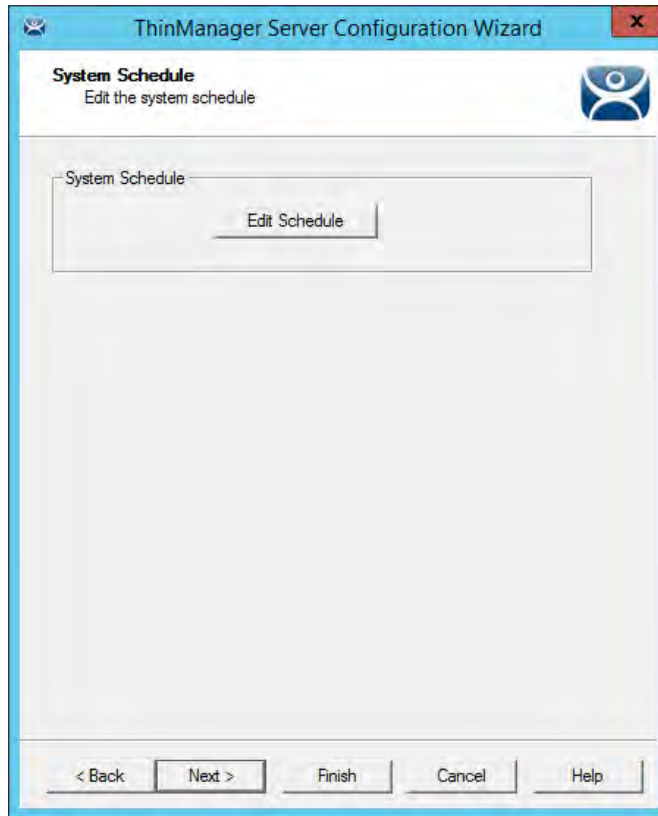 ThinManager Server Configuration Wizard
x
System Schedule
Edit the system schedule
System Schedule
Edit Schedule
< Back Next > Finish Cancel Help